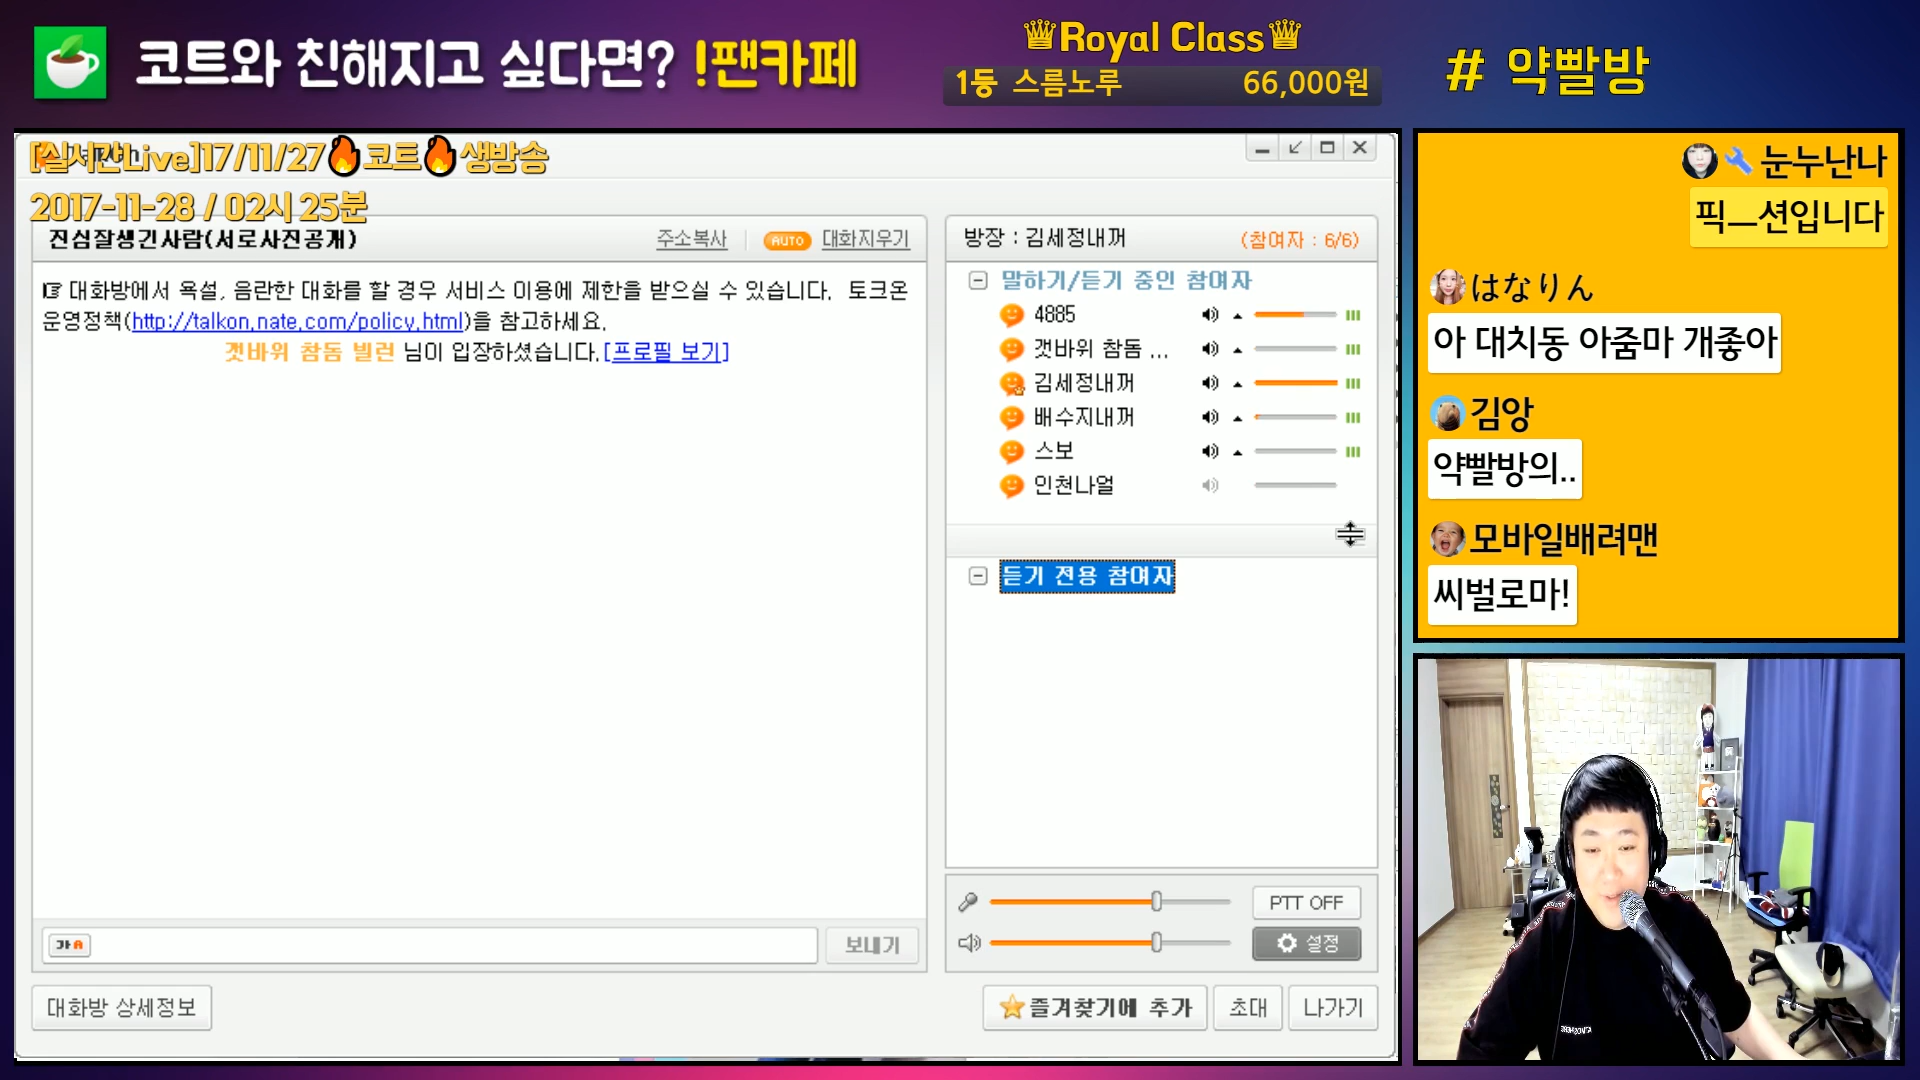 코트와 친해지고 싶다면? !팬카페
Royal Class
1등 스름노루 66,000원
# 약빨방
[실시간Live]17/11/27🔥코트🔥생방송
2017-11-28 / 02시 25분
진심잘생긴사람(서로사진공개)
주소복사
AUTO
대화지우기
☞ 대화방에서 욕설, 음란한 대화를 할 경우 서비스 이용에 제한을 받으실 수 있습니다. 토크온
운영정책(http://talkon.nate.com/policy.html)을 참고하세요.
갯바위 참돔 빌런 님이 입장하셨습니다.[프로필 보기]
가A
보내기
대화방 상세정보
방장 : 김세정내꺼
(참여자 : 6/6)
말하기/듣기 중인 참여자
4885
갯바위 참돔 ...
김세정내꺼
배수지내꺼
스보
인천나얼
듣기 전용 참여자
PTT OFF
설정
즐겨찾기에 추가
초대
나가기
눈누난나
픽ㅡ션입니다
はなりん
아 대치동 아줌마 개좋아
김앙
약빨방의..
모바일배려맨
씨벌로마!